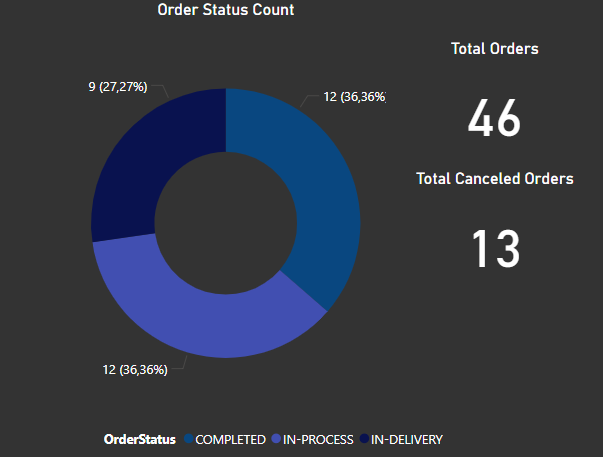 Order Status Count
Total Orders
46
Total Canceled Orders
13
9 (27,27%)
12 (36,36%
12 (36,36%)
OrderStatus COMPLETED IN-PROCESS IN-DELIVERY